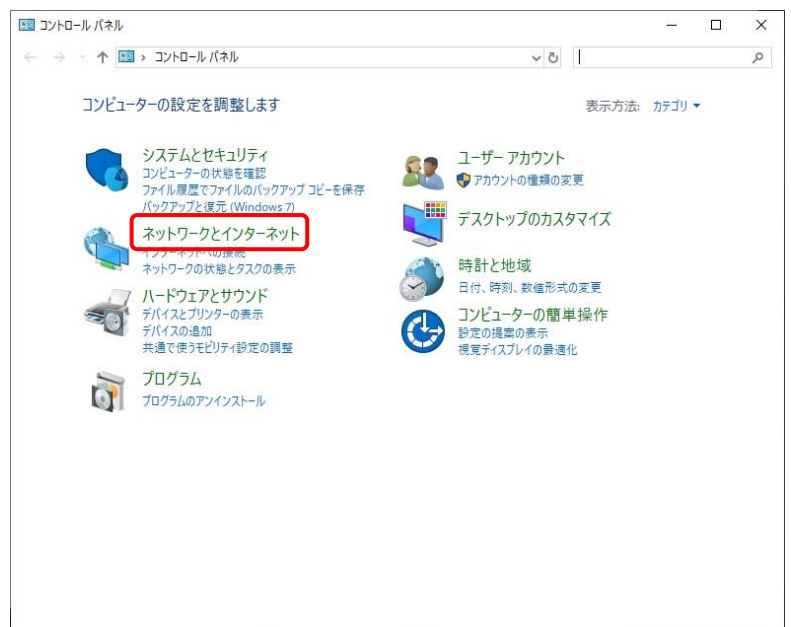 コントロール パネル
コントロール パネル
コンピューターの設定を調整します
表示方法: カテゴリ
システムとセキュリティ
コンピューターの状態を確認
ファイル履歴でファイルのバックアップ コピーを保存
バックアップと復元 (Windows 7)
ネットワークとインターネット
インターネットへの接続
ネットワークの状態とタスクの表示
ハードウェアとサウンド
デバイスとプリンターの表示
デバイスの追加
共通で使うモビリティ設定の調整
プログラム
プログラムのアンインストール
ユーザー アカウント
アカウントの種類の変更
デスクトップのカスタマイズ
時計と地域
日付、時刻、数値形式の変更
コンピューターの簡単操作
設定の提案の表示
視覚ディスプレイの最適化